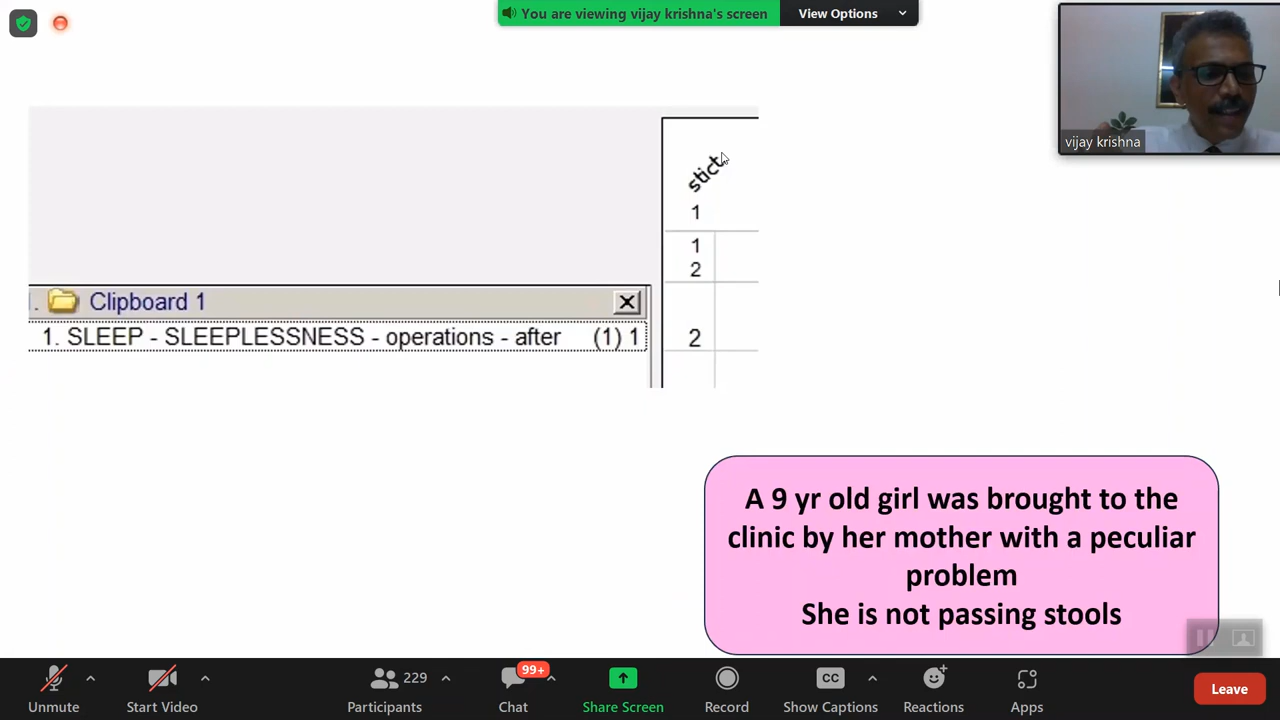 You are viewing vijay krishna's screen
View Options
vijay krishna
stict.
1
1
2
Clipboard 1
1. SLEEP - SLEEPLESSNESS - operations - after (1) 1
2
A 9 yr old girl was brought to the
clinic by her mother with a peculiar
problem
She is not passing stools
Unmute
Start Video
229
Participants
99+
Chat
Share Screen
Record
CC
Show Captions
Reactions
Apps
Leave